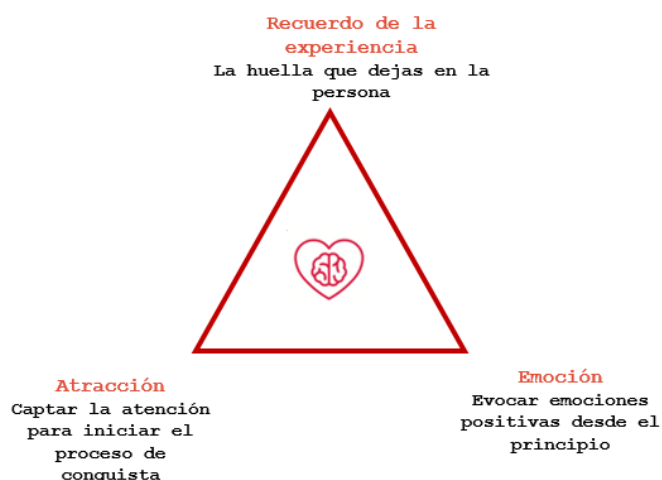 Recuerdo de la
experiencia
La huella que dejas en la
persona
Atracción
Captar la atención
para iniciar el
proceso de
conquista
Emoción
Evocar emociones
positivas desde el
principio